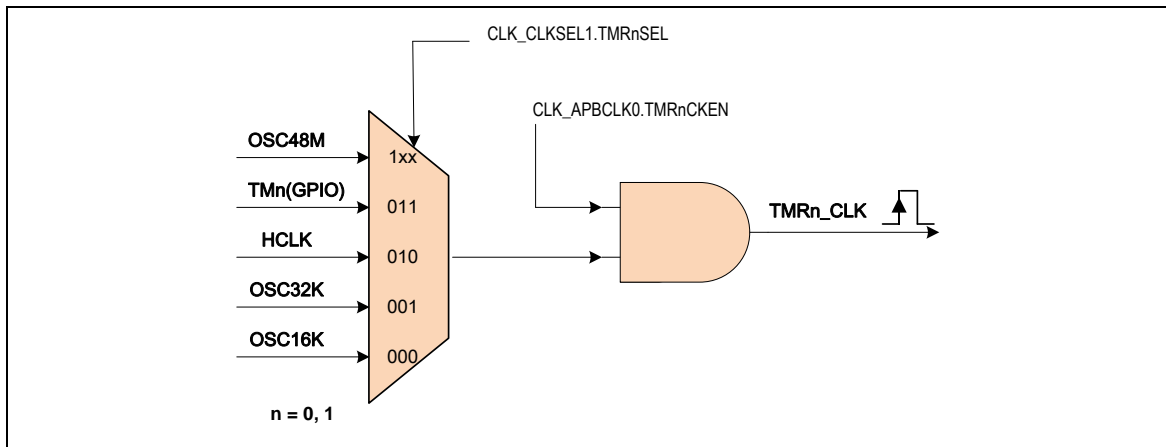 CLK_CLKSEL1.TMRnSEL
CLK_APBCLK0.TMRnCKEN
OSC48M
1xx
TMn(GPIO)
011
TMRn_CLK
HCLK
010
OSC32K
001
OSC16K
000
n = 0, 1